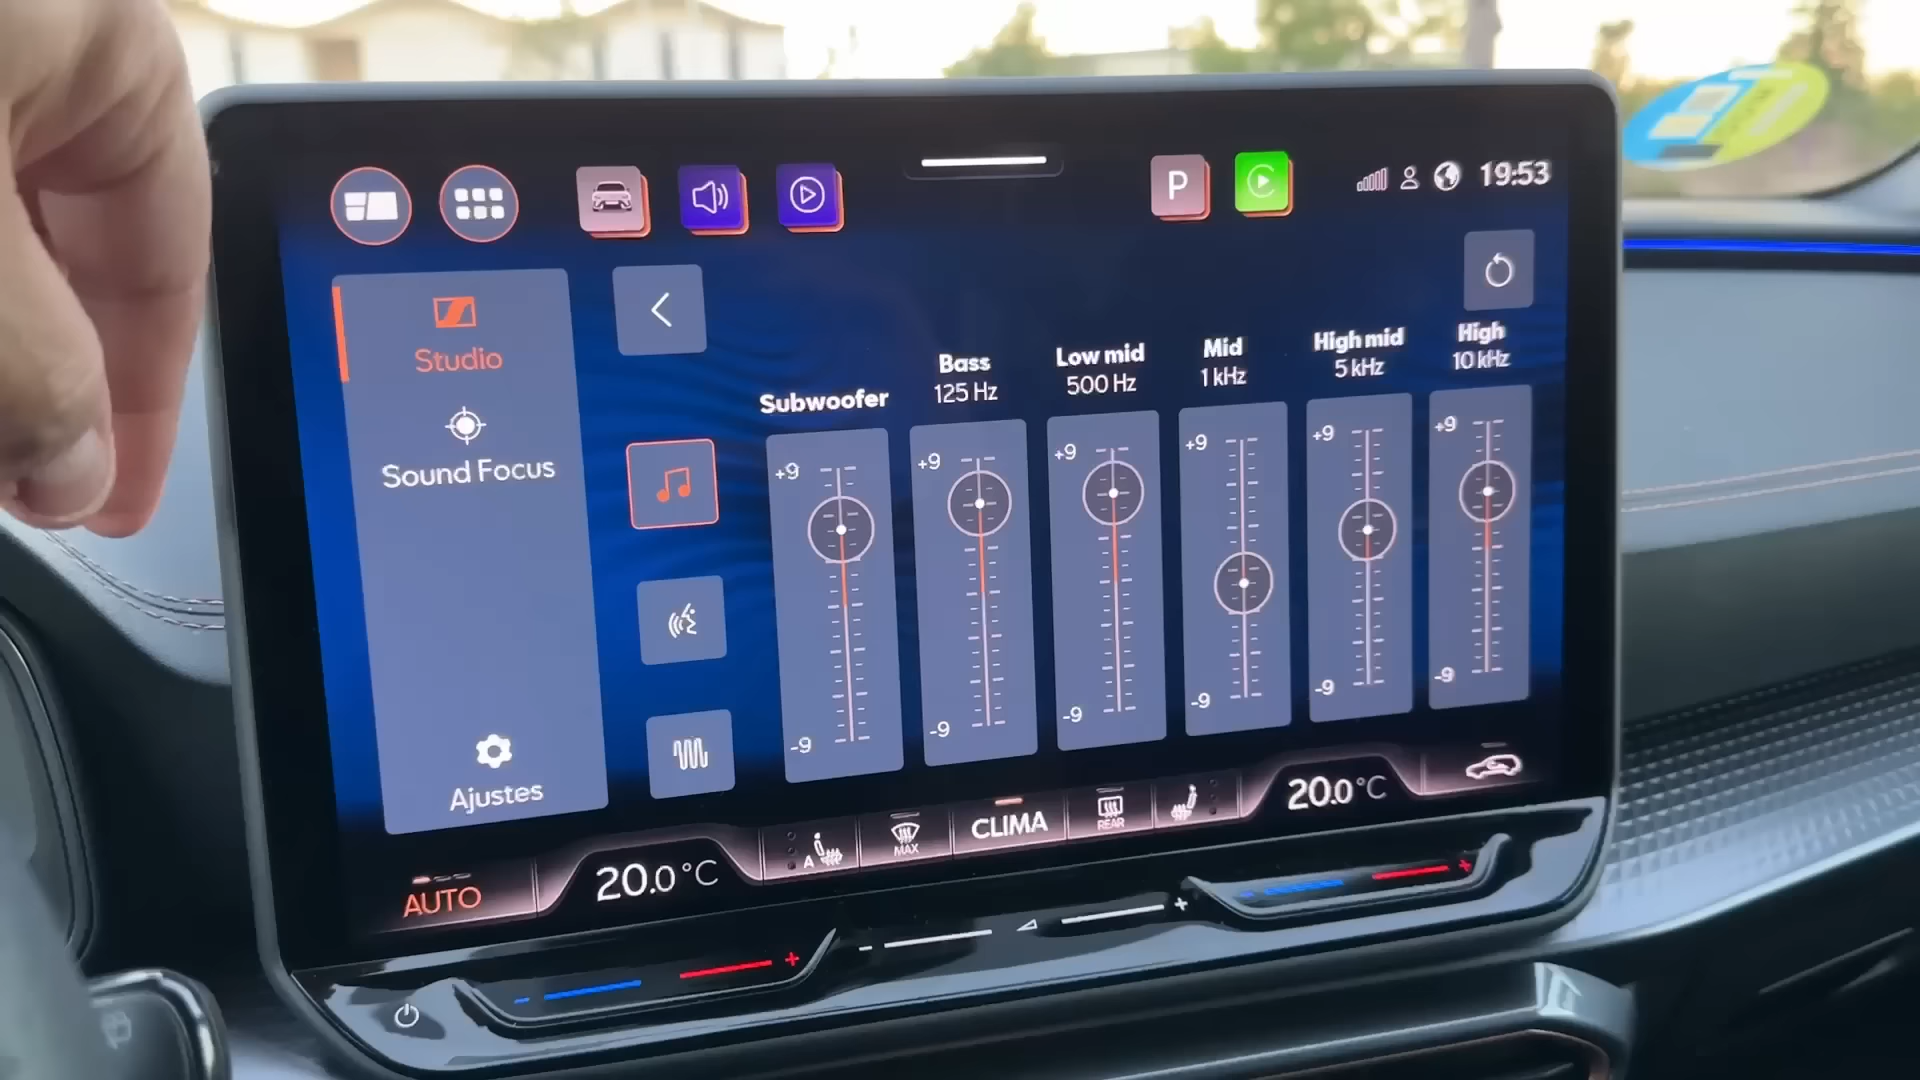 P
19:53
Studio
Sound Focus
Ajustes
Subwoofer
+9
-9
Bass
125 Hz
+9
-9
Low mid
500 Hz
+9
-9
Mid
1 kHz
+9
-9
High mid
5 kHz
+9
-9
High
10 kHz
+9
-9
AUTO
20.0 °C
A
MAX
CLIMA
REAR
20.0 °C
- +
- +
- +